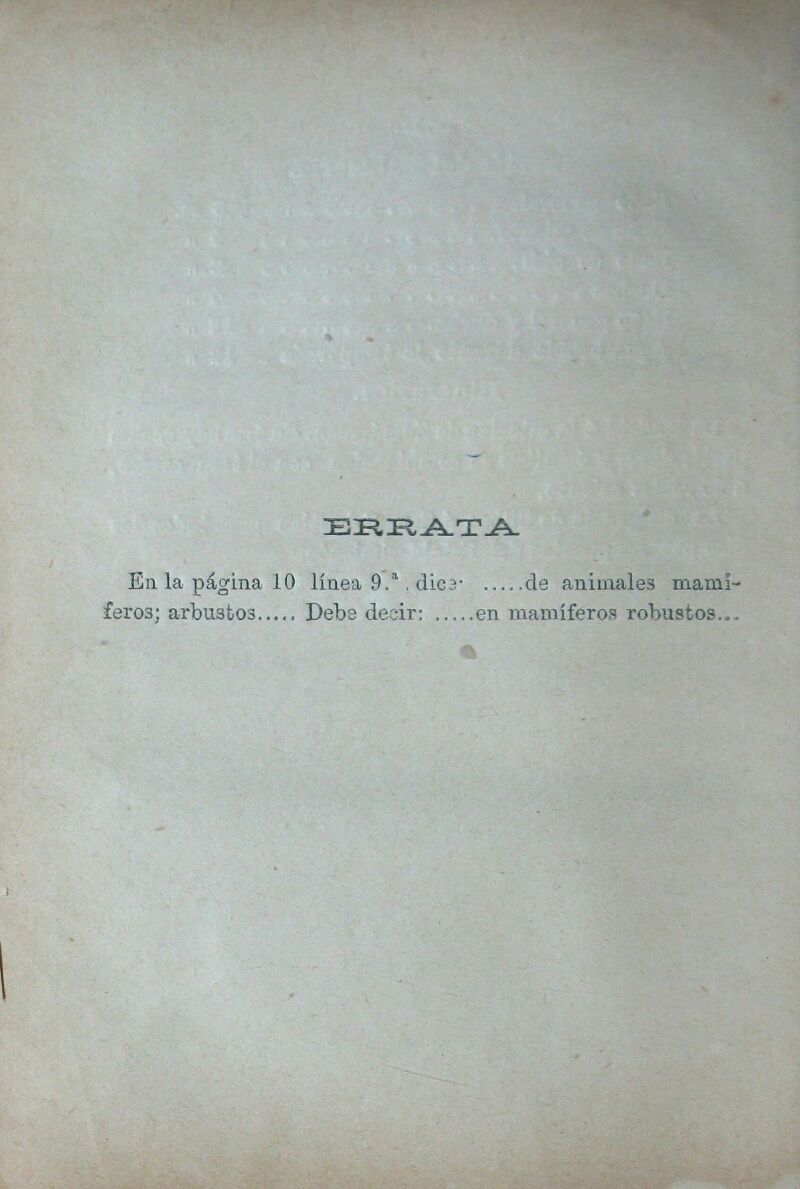 ERRATA
En la página 10 línea 9.ª, dice: .....de animales mamí-
feros; arbustos..... Debe decir: .....en mamíferos robustos...